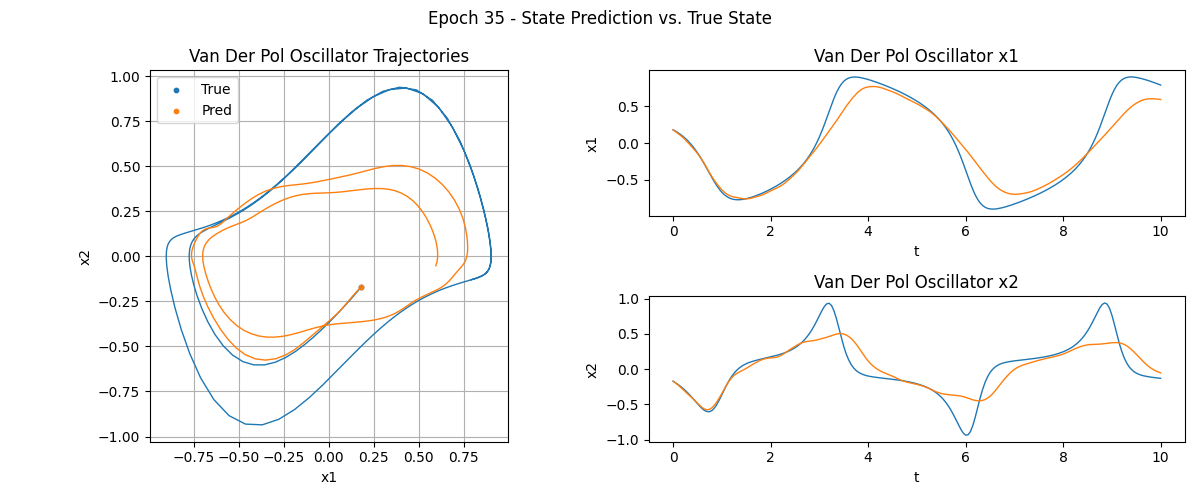 Epoch 35 - State Prediction vs. True State
Van Der Pol Oscillator Trajectories
True
Pred
1.00
0.75
0.50
0.25
0.00
−0.25
−0.50
−0.75
−1.00
x2
−0.75 −0.50 −0.25 0.00 0.25 0.50 0.75
x1
Van Der Pol Oscillator x1
0.5
0.0
−0.5
x1
0 2 4 6 8 10
t
Van Der Pol Oscillator x2
1.0
0.5
0.0
−0.5
−1.0
x2
0 2 4 6 8 10
t